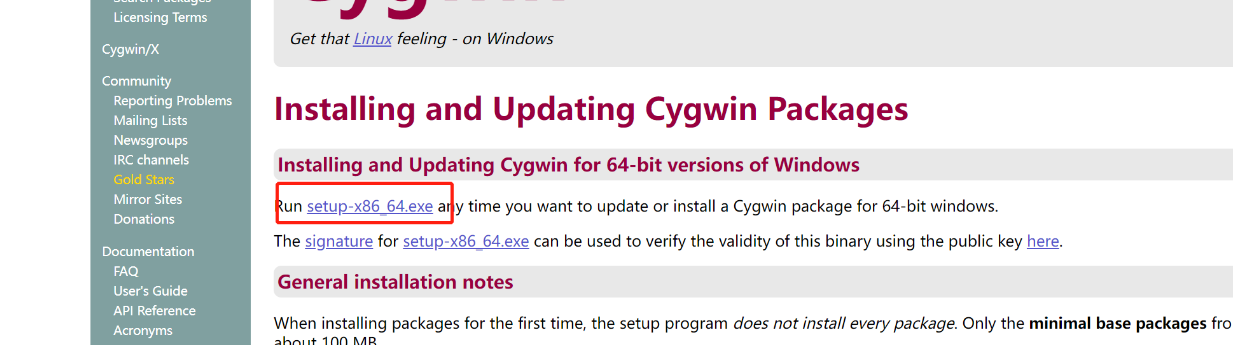 Search Packages
Licensing Terms
Cygwin/X
Community
Reporting Problems
Mailing Lists
Newsgroups
IRC channels
Gold Stars
Mirror Sites
Donations
Documentation
FAQ
User's Guide
API Reference
Acronyms
Cygwin
Get that Linux feeling - on Windows
Installing and Updating Cygwin Packages
Installing and Updating Cygwin for 64-bit versions of Windows
Run setup-x86_64.exe any time you want to update or install a Cygwin package for 64-bit windows.
The signature for setup-x86_64.exe can be used to verify the validity of this binary using the public key here.
General installation notes
When installing packages for the first time, the setup program does not install every package. Only the minimal base packages fro
about 100 MB